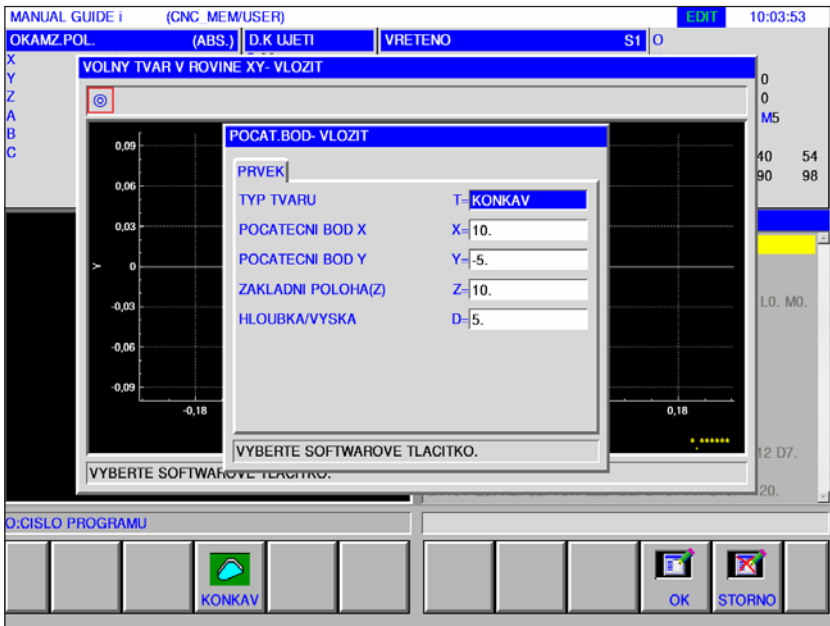 MANUAL GUIDE i (CNC_MEM/USER) EDIT 10:03:53
OKAMZ.POL. (ABS.) D.K UJETI VRETENO S1 O
X
Y
Z
A
B
C
0
0
M5
40 54
90 98
VOLNY TVAR V ROVINE XY- VLOZIT
0,09
0,06
0,03
0
-0,03
-0,06
-0,09
Y
-0,18 0,18
*.******
POCAT.BOD- VLOZIT
PRVEK
TYP TVARU T= KONKAV
POCATECNI BOD X X= 10.
POCATECNI BOD Y Y= -5.
ZAKLADNI POLOHA(Z) Z= 10.
HLOUBKA/VYSKA D= 5.
VYBERTE SOFTWAROVE TLACITKO.
L0. M0.
12 D7.
20.
VYBERTE SOFTWAROVE TLACITKO.
O:CISLO PROGRAMU
KONKAV OK STORNO